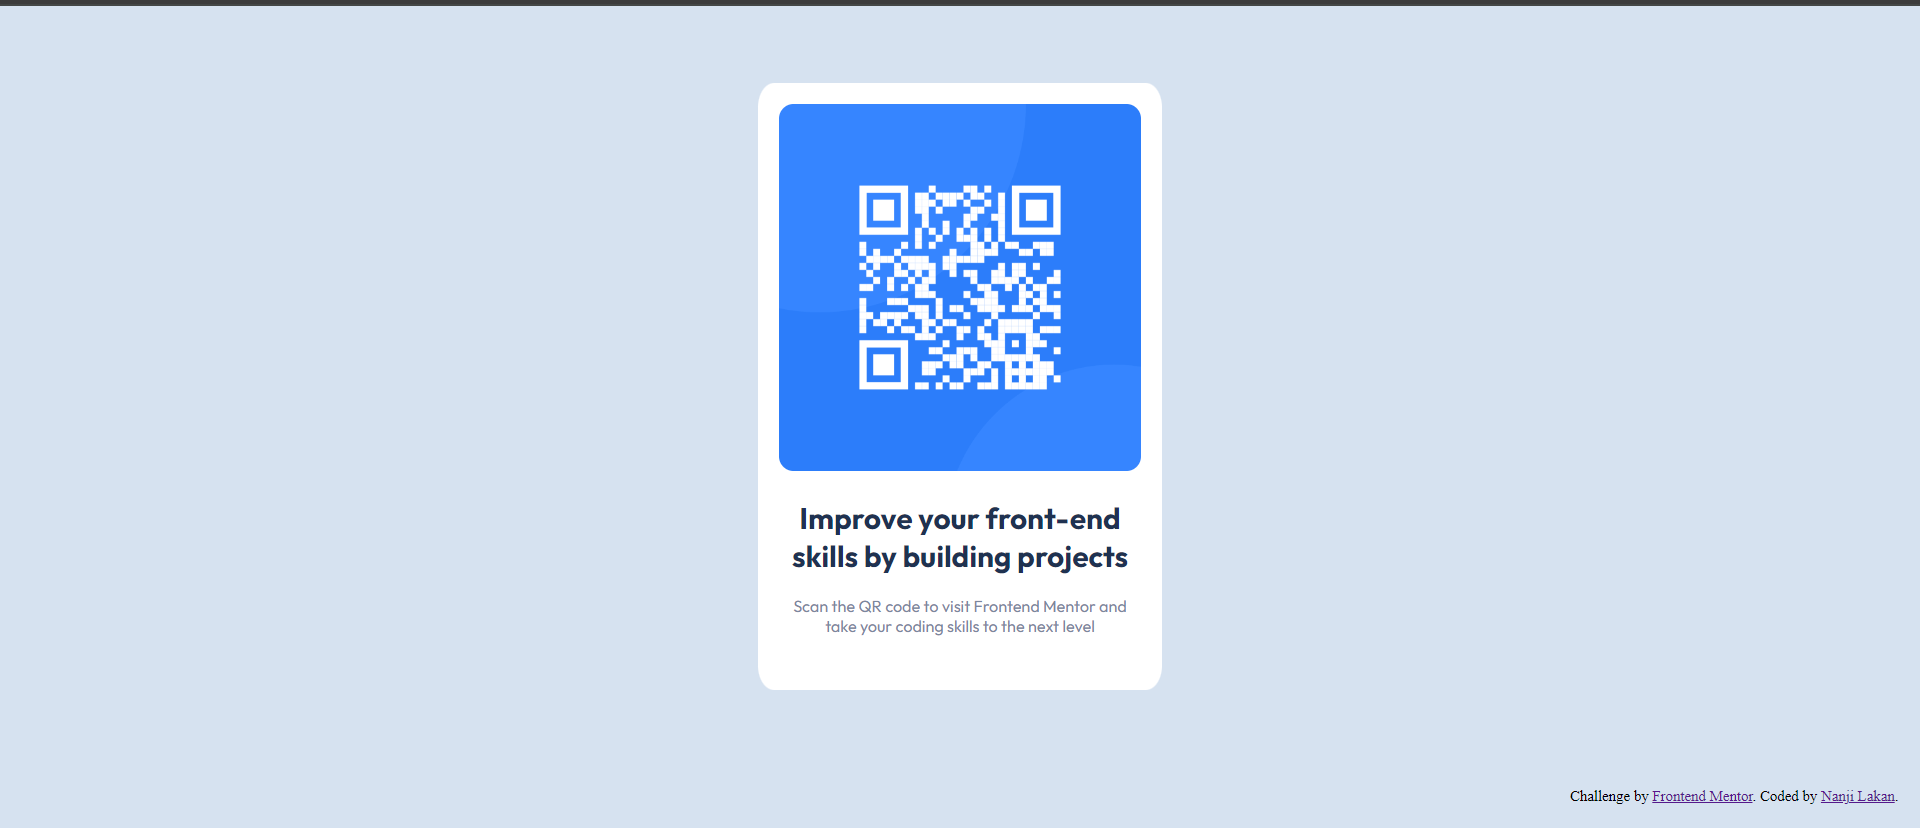 Improve your front-end
skills by building projects
Scan the QR code to visit Frontend Mentor and
take your coding skills to the next level
Challenge by Frontend Mentor. Coded by Nanji Lakan.